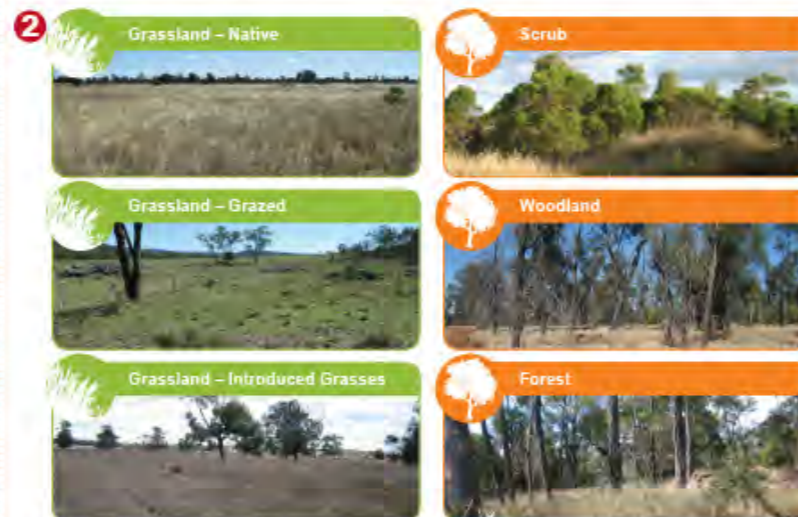 2
Grassland – Native
Scrub
Grassland – Grazed
Woodland
Grassland – Introduced Grasses
Forest